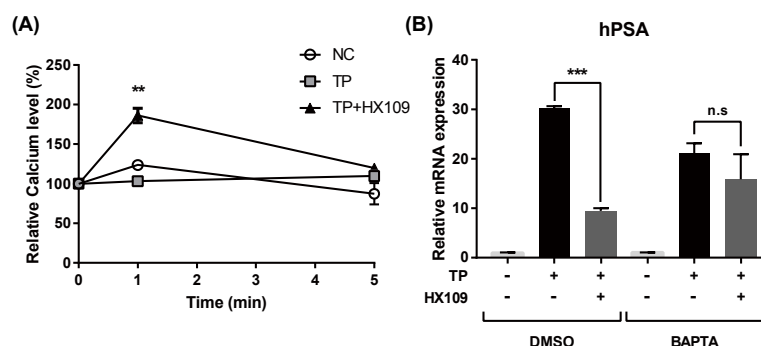 (A)
NC
TP
TP+HX109
**
Relative Calcium level (%)
250
200
150
100
50
0
0 1 2 3 4 5
Time (min)
(B)
hPSA
***
n.s
Relative mRNA expression
40
30
20
10
0
TP - + + - + +
HX109 - - + - - +
DMSO BAPTA